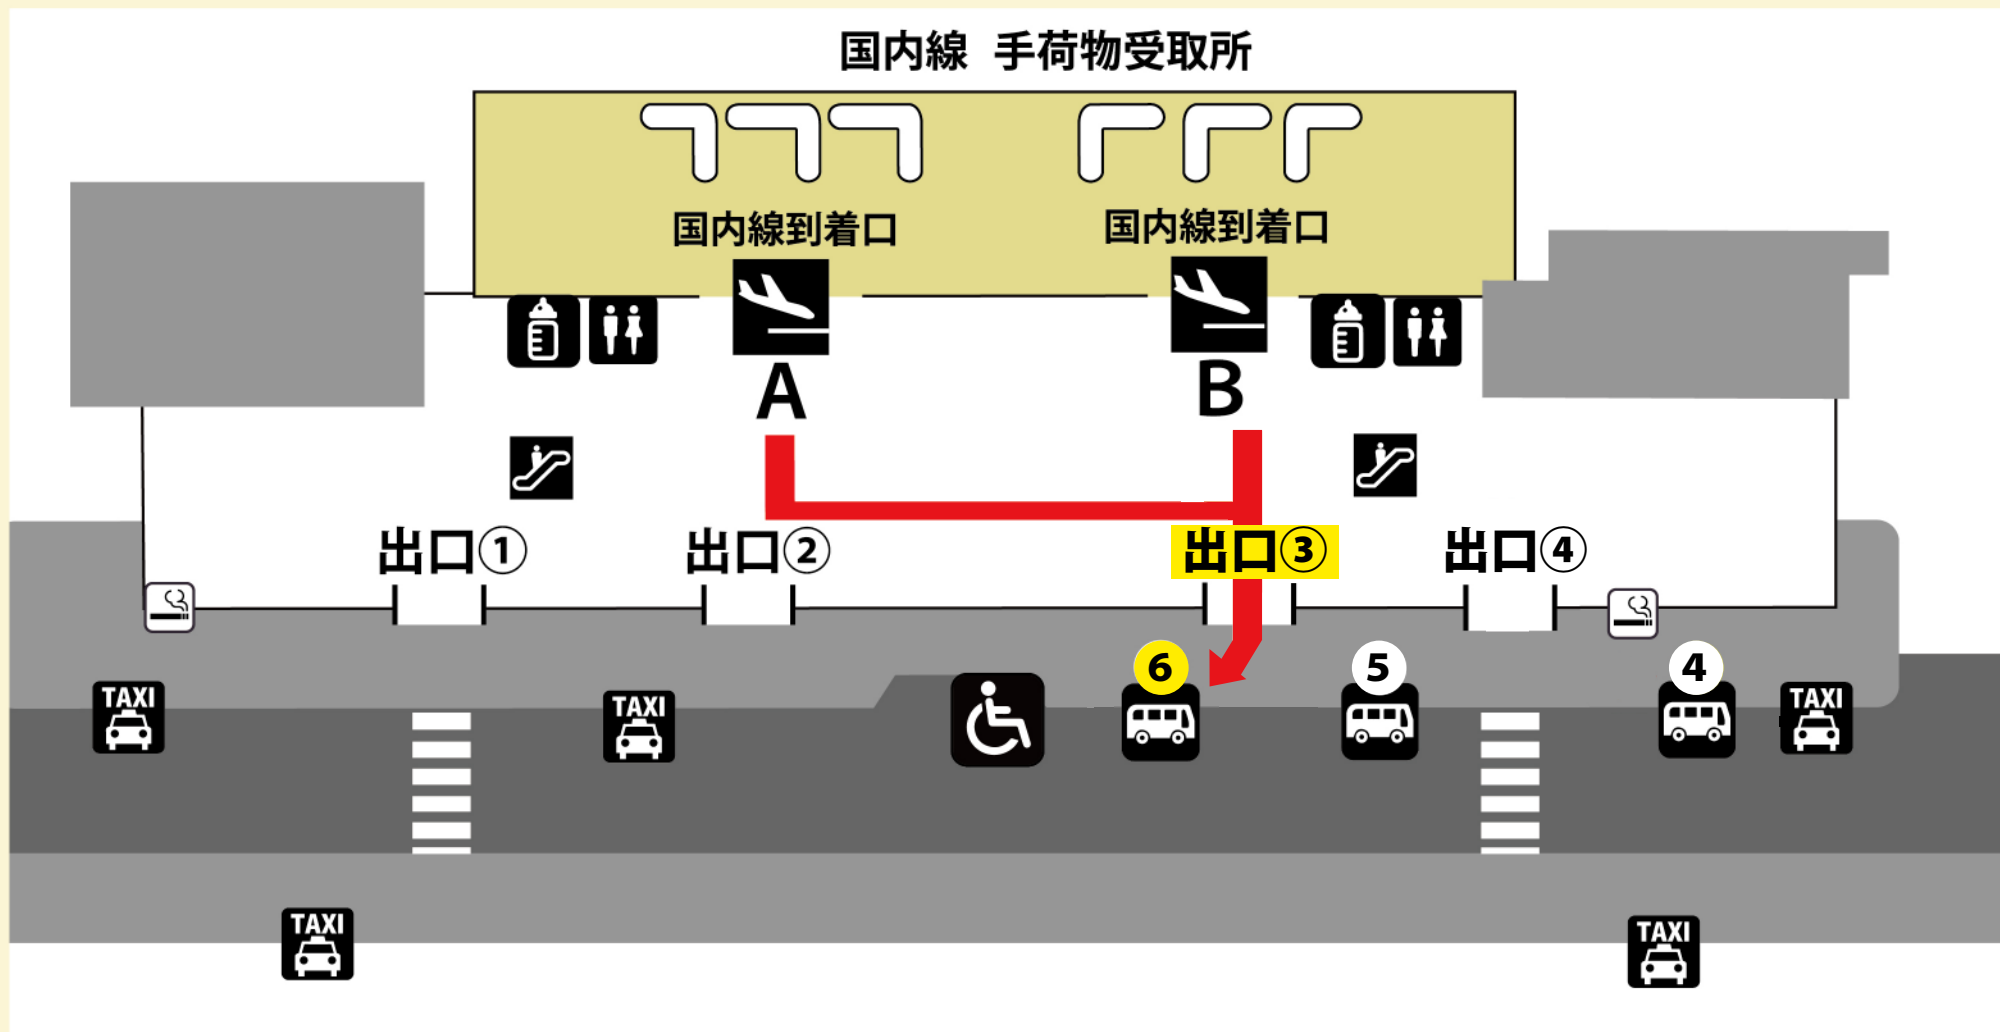 国内線 手荷物受取所
国内線到着口
国内線到着口
A
B
出口①
出口②
出口③
出口④
6
5
4
TAXI
TAXI
TAXI
TAXI
TAXI